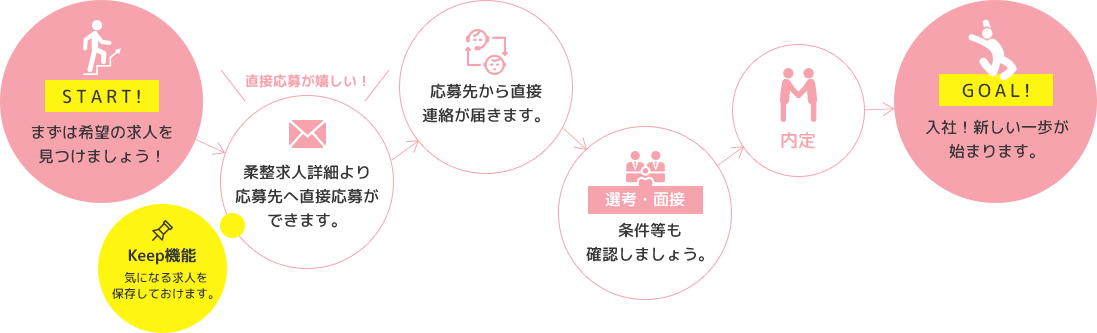 START!
まずは希望の求人を
見つけましょう！
Keep機能
気になる求人を
保存しておけます。
直接応募が嬉しい！
柔整求人詳細より
応募先へ直接応募が
できます。
応募先から直接
連絡が届きます。
選考・面接
条件等も
確認しましょう。
内定
GOAL!
入社！新しい一歩が
始まります。